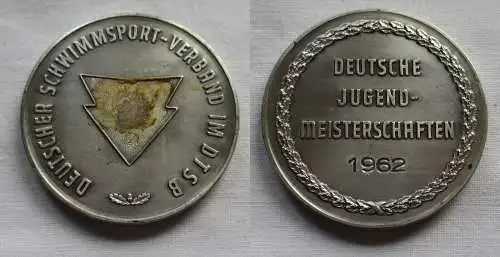 DEUTSCHER SCHWIMMSPORT-VERBAND IM DTSB
DEUTSCHE
JUGEND-
MEISTERSCHAFTEN
1962